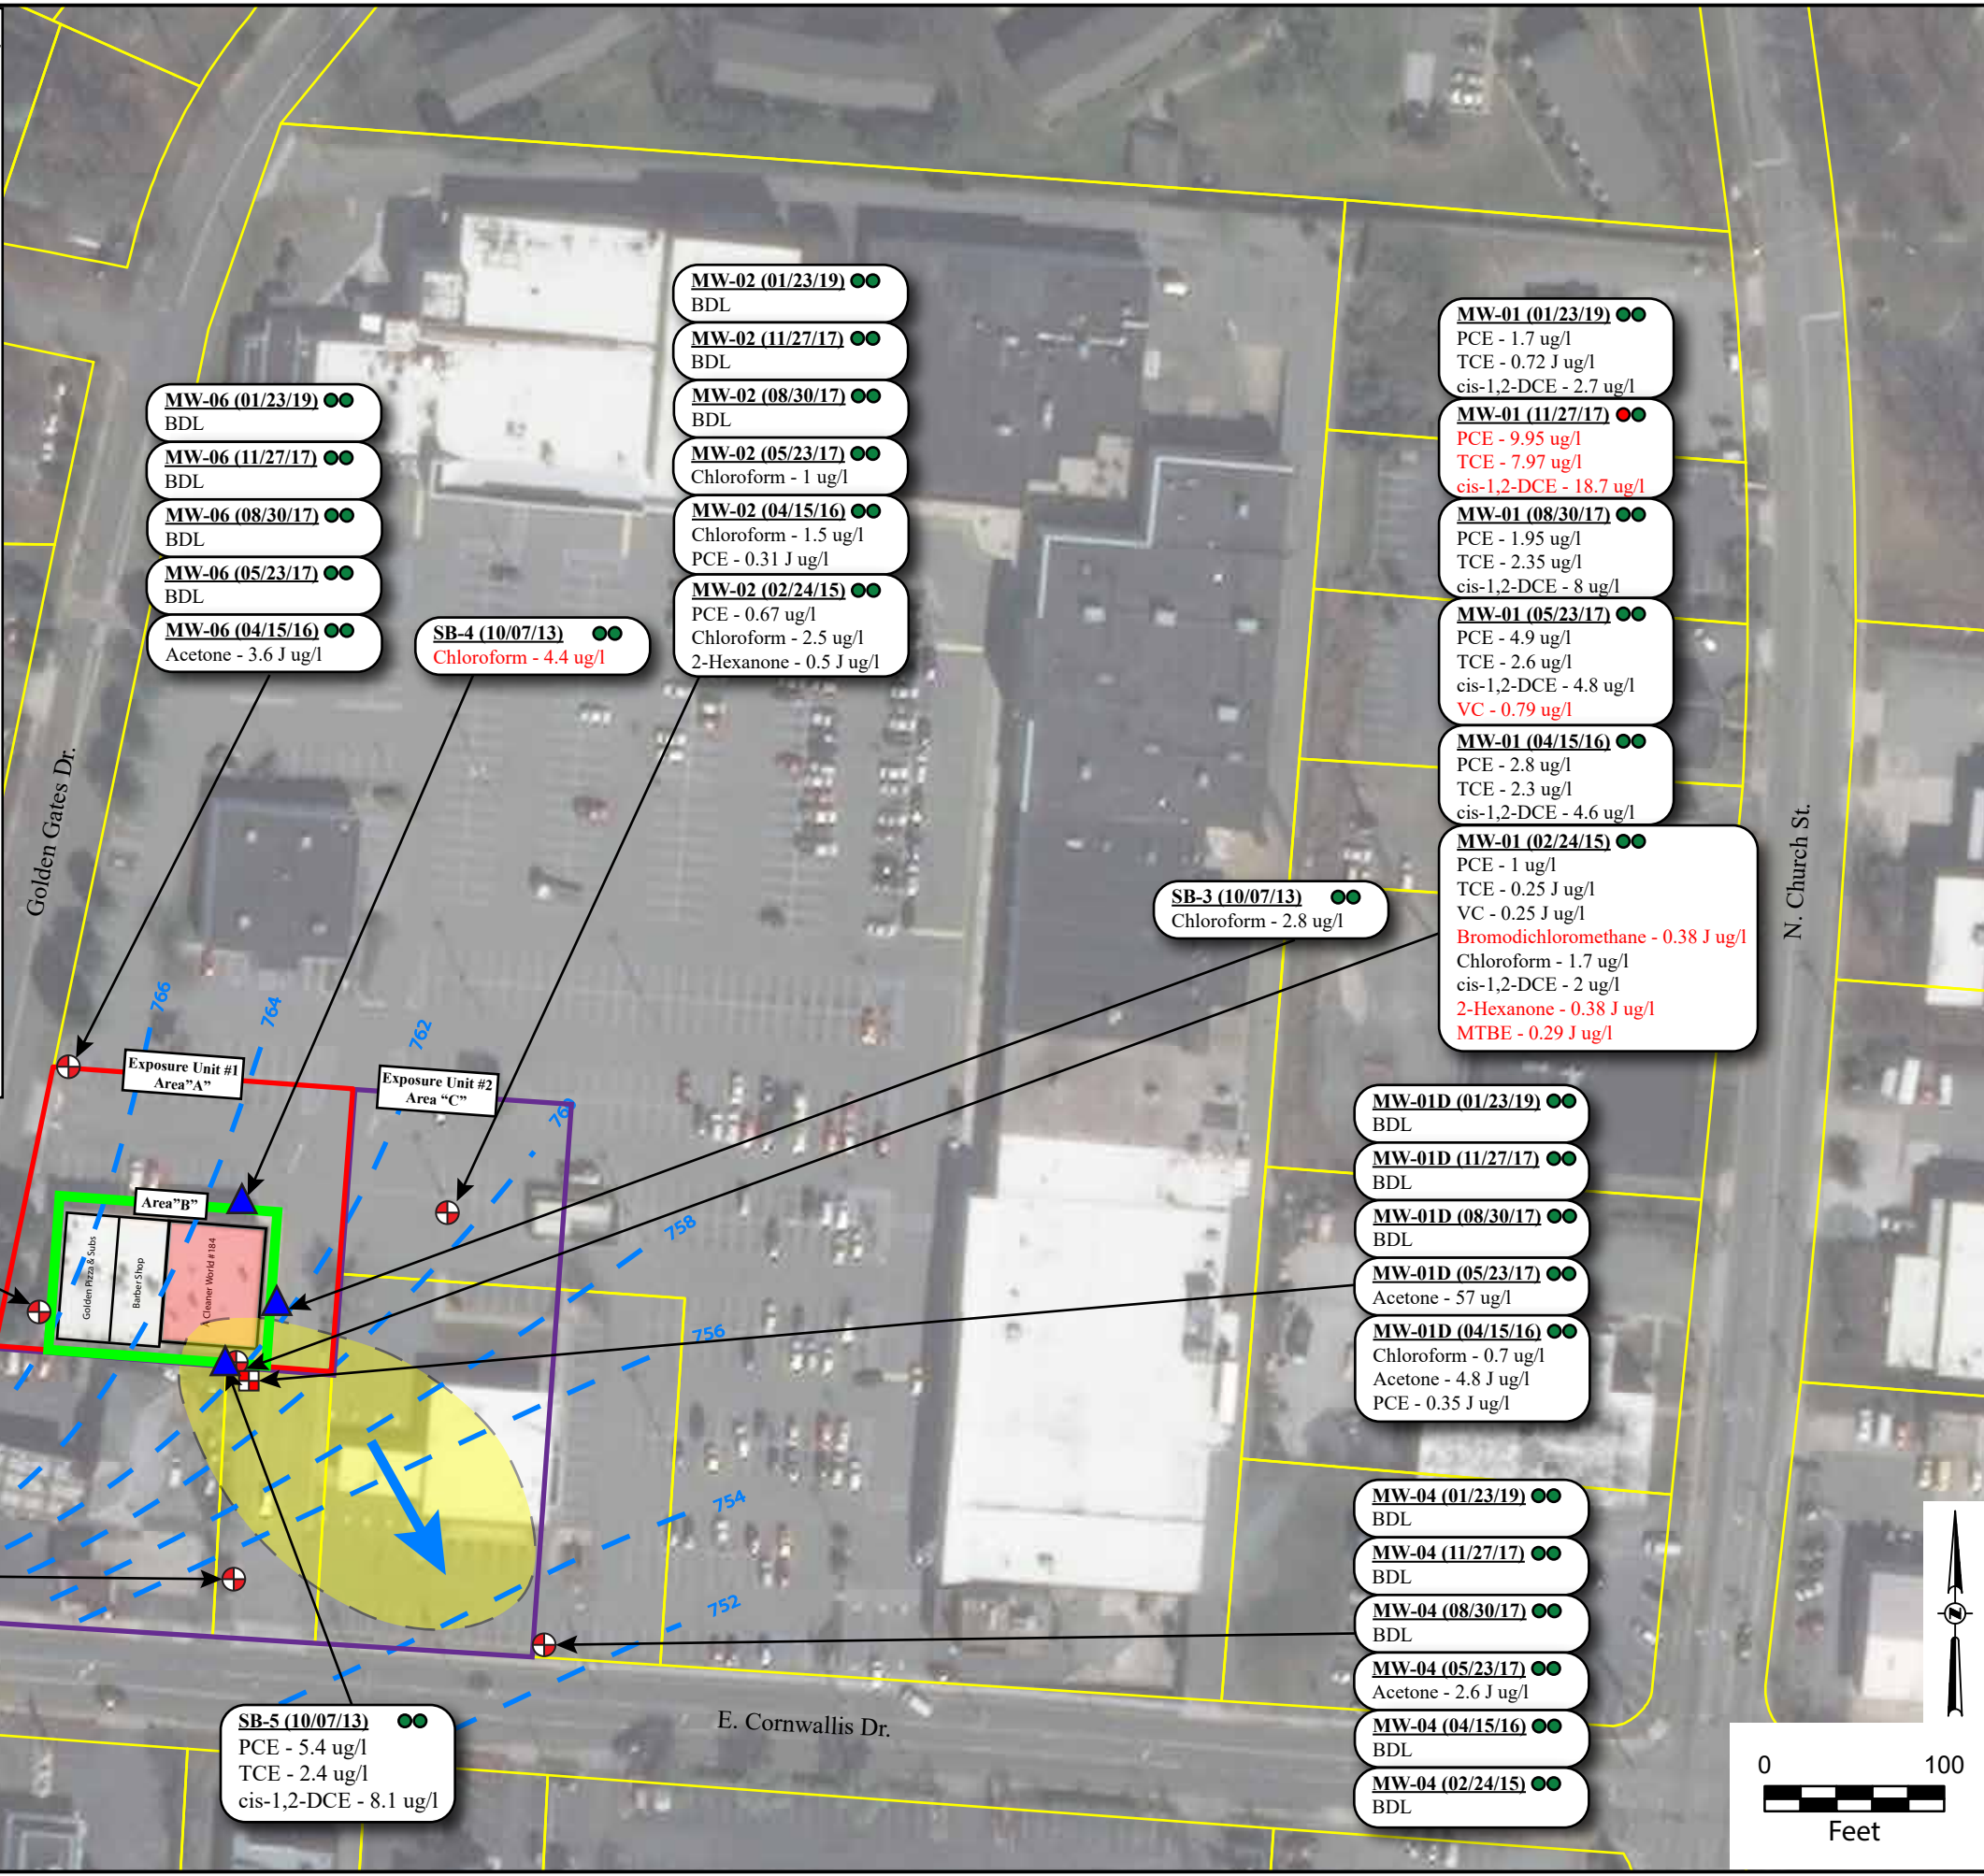 MW-02 (01/23/19)
BDL
MW-02 (11/27/17)
BDL
MW-02 (08/30/17)
BDL
MW-02 (05/23/17)
Chloroform - 1 ug/l
MW-02 (04/15/16)
Chloroform - 1.5 ug/l
PCE - 0.31 J ug/l
MW-02 (02/24/15)
PCE - 0.67 ug/l
Chloroform - 2.5 ug/l
2-Hexanone - 0.5 J ug/l
MW-01 (01/23/19)
PCE - 1.7 ug/l
TCE - 0.72 J ug/l
cis-1,2-DCE - 2.7 ug/l
MW-01 (11/27/17)
PCE - 9.95 ug/l
TCE - 7.97 ug/l
cis-1,2-DCE - 18.7 ug/l
MW-01 (08/30/17)
PCE - 1.95 ug/l
TCE - 2.35 ug/l
cis-1,2-DCE - 8 ug/l
MW-01 (05/23/17)
PCE - 4.9 ug/l
TCE - 2.6 ug/l
cis-1,2-DCE - 4.8 ug/l
VC - 0.79 ug/l
MW-01 (04/15/16)
PCE - 2.8 ug/l
TCE - 2.3 ug/l
cis-1,2-DCE - 4.6 ug/l
MW-01 (02/24/15)
PCE - 1 ug/l
TCE - 0.25 J ug/l
VC - 0.25 J ug/l
Bromodichloromethane - 0.38 J ug/l
Chloroform - 1.7 ug/l
cis-1,2-DCE - 2 ug/l
2-Hexanone - 0.38 J ug/l
MTBE - 0.29 J ug/l
MW-06 (01/23/19)
BDL
MW-06 (11/27/17)
BDL
MW-06 (08/30/17)
BDL
MW-06 (05/23/17)
BDL
MW-06 (04/15/16)
Acetone - 3.6 J ug/l
SB-4 (10/07/13)
Chloroform - 4.4 ug/l
SB-3 (10/07/13)
Chloroform - 2.8 ug/l
Golden Gates Dr.
N. Church St.
766
764
762
760
758
756
754
752
Exposure Unit #1
Area"A"
Exposure Unit #2
Area "C"
Area"B"
Golden Pizza & Subs
Barber Shop
A Cleaner World #184
MW-01D (01/23/19)
BDL
MW-01D (11/27/17)
BDL
MW-01D (08/30/17)
BDL
MW-01D (05/23/17)
Acetone - 57 ug/l
MW-01D (04/15/16)
Chloroform - 0.7 ug/l
Acetone - 4.8 J ug/l
PCE - 0.35 J ug/l
MW-04 (01/23/19)
BDL
MW-04 (11/27/17)
BDL
MW-04 (08/30/17)
BDL
MW-04 (05/23/17)
Acetone - 2.6 J ug/l
MW-04 (04/15/16)
BDL
MW-04 (02/24/15)
BDL
SB-5 (10/07/13)
PCE - 5.4 ug/l
TCE - 2.4 ug/l
cis-1,2-DCE - 8.1 ug/l
E. Cornwallis Dr.
N
0 100
Feet